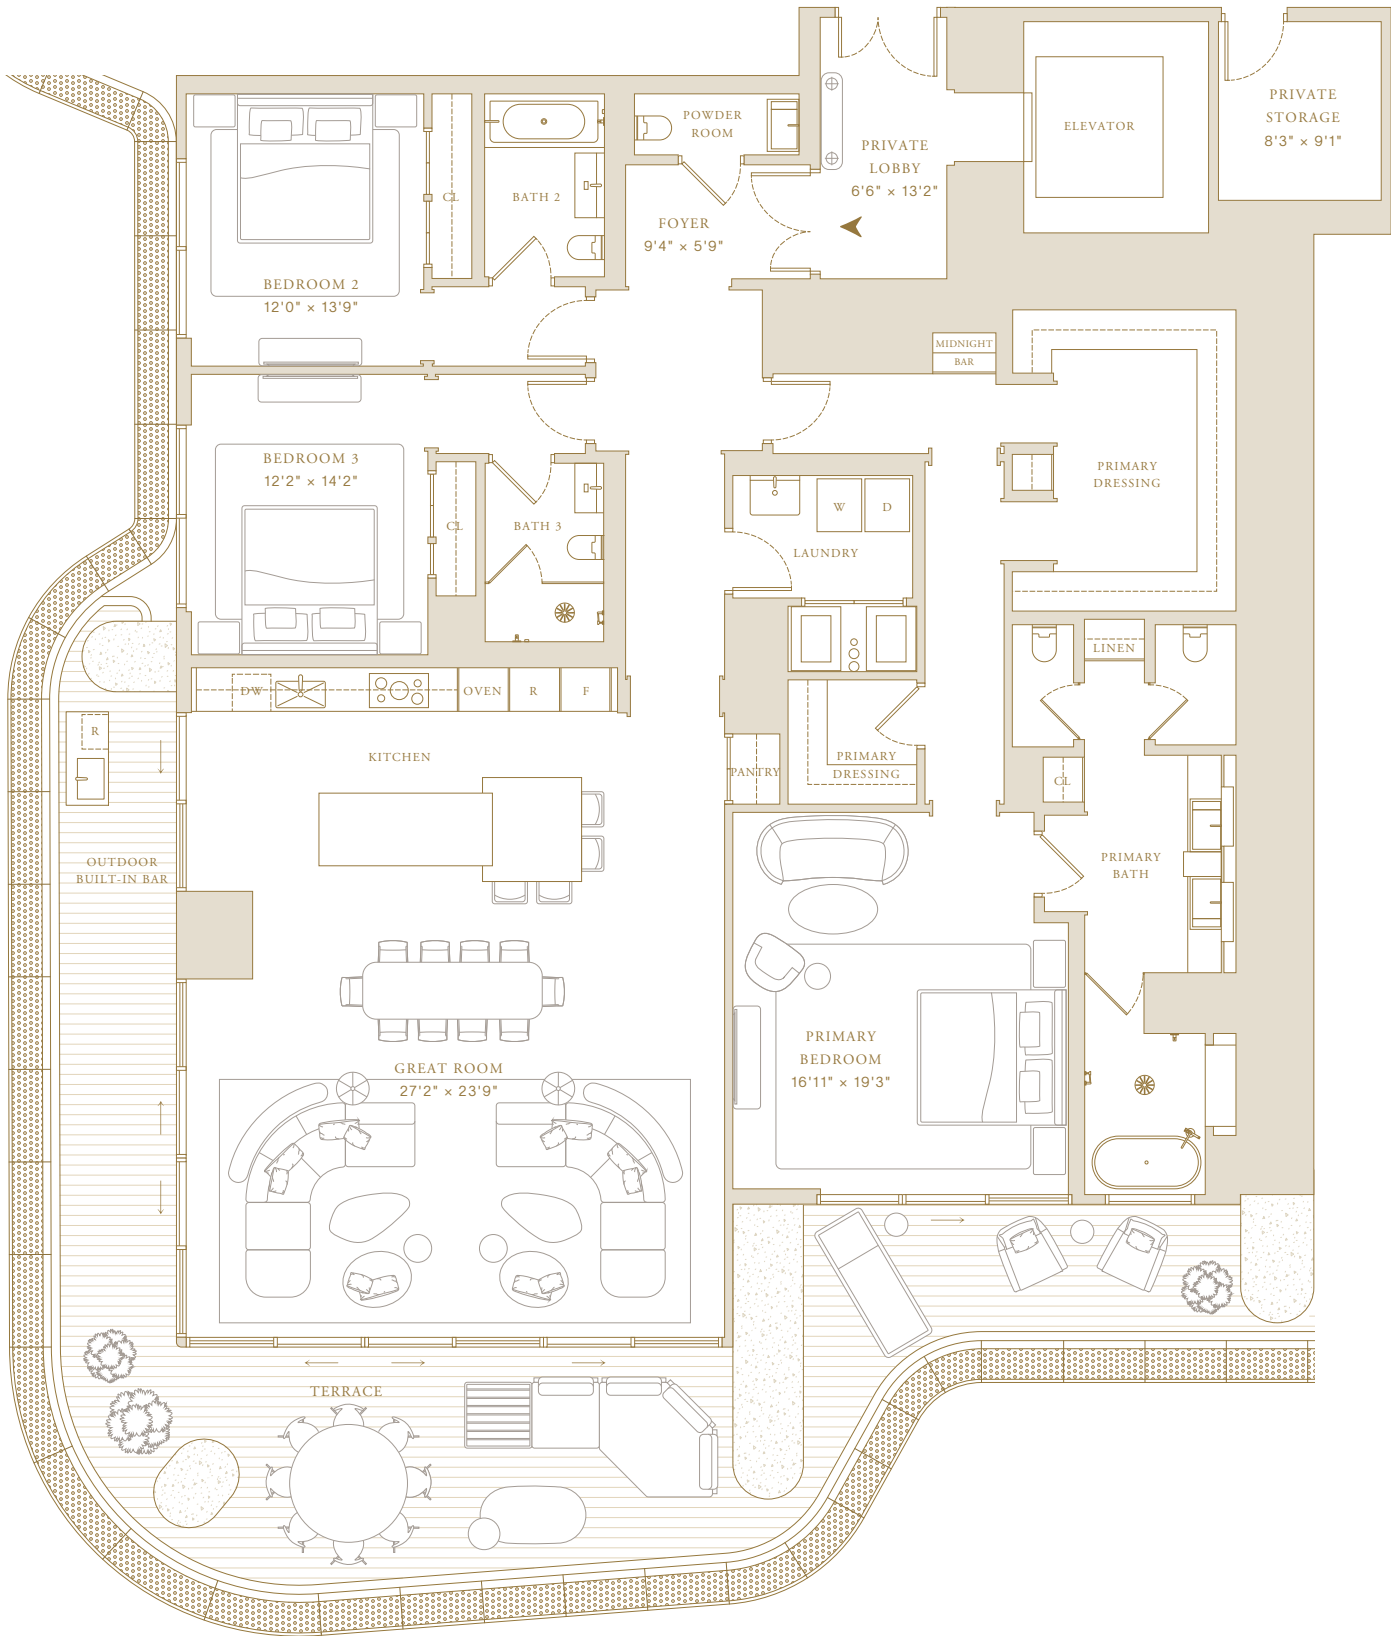 POWDER
ROOM
ELEVATOR
PRIVATE
STORAGE
8'3" × 9'1"
PRIVATE
LOBBY
6'6" × 13'2"
CL
BATH 2
FOYER
9'4" × 5'9"
BEDROOM 2
12'0" × 13'9"
MIDNIGHT
BAR
BEDROOM 3
12'2" × 14'2"
PRIMARY
DRESSING
CL
BATH 3
W
D
LAUNDRY
LINEN
DW
OVEN
R
F
R
KITCHEN
PANTRY
PRIMARY
DRESSING
CL
OUTDOOR
BUILT-IN BAR
PRIMARY
BATH
PRIMARY
BEDROOM
16'11" × 19'3"
GREAT ROOM
27'2" × 23'9"
TERRACE